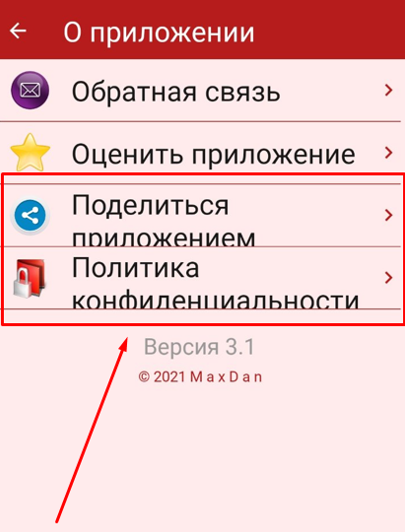 О приложении
Обратная связь
Оценить приложение
Поделиться
приложением
Политика
конфиденциальности
Версия 3.1
© 2021 M a x D a n